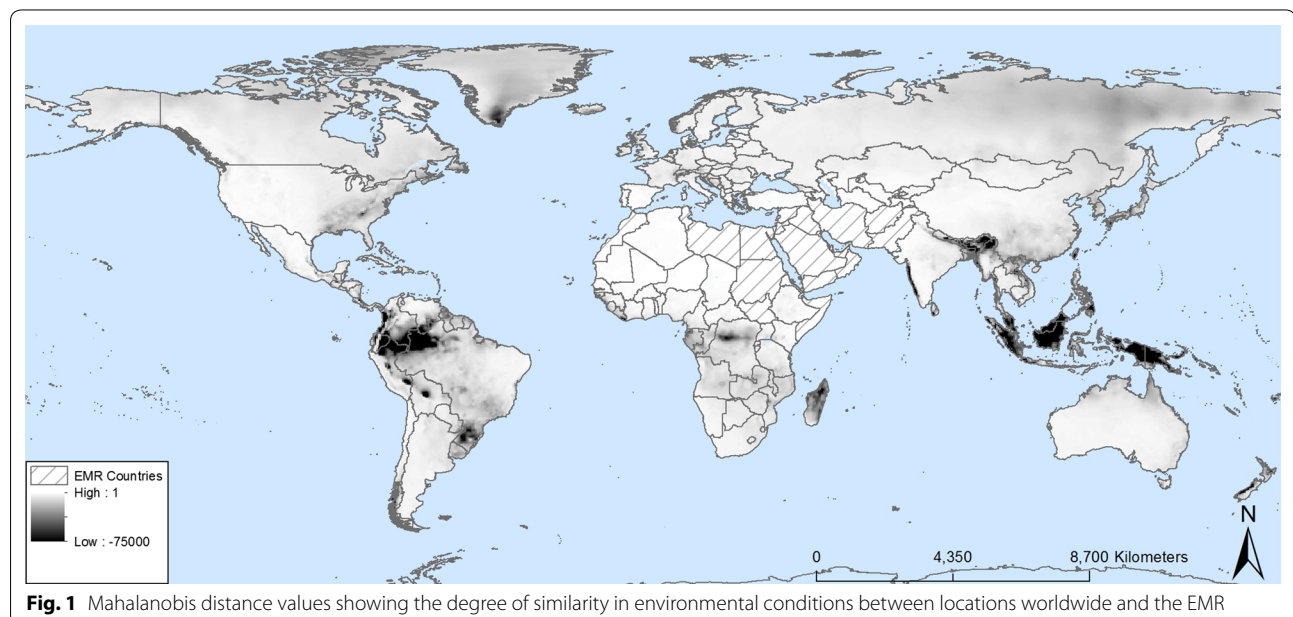 EMR Countries
High : 1
Low : -75000
N
0 4,350 8,700 Kilometers
Fig. 1 Mahalanobis distance values showing the degree of similarity in environmental conditions between locations worldwide and the EMR